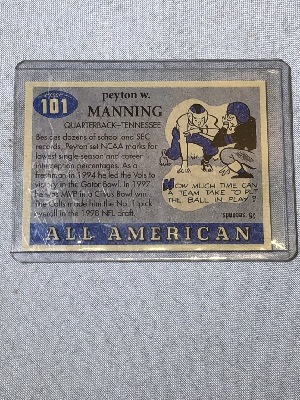 101
peyton w.
MANNING
QUARTERBACK—TENNESSEE
Besides dozens of school and SEC
records, Peyton set NCAA marks for
lowest single-season and career
interception percentages. As a
freshman in 1994 he led the Vols to
victory in the Gator Bowl. In 1997
he was MVP in a Citrus Bowl win.
The Colts made him the No. 1 pick
overall in the 1998 NFL draft.
HOW MUCH TIME CAN
A TEAM TAKE TO PUT
THE BALL IN PLAY?
25 seconds
ALL AMERICAN